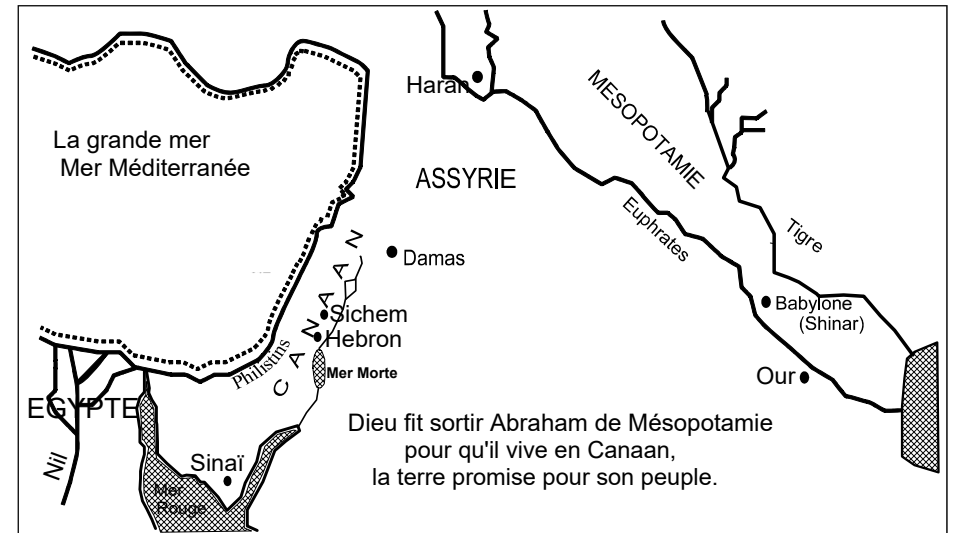 Haran
MESOPOTAMIE
La grande mer
Mer Méditerranée
ASSYRIE
Euphrates
Tigre
Damas
CANAAN
Sichem
Hebron
Philistins
Mer Morte
Babylone
(Shinar)
Our
EGYPTE
Nil
Sinaï
Mer
Rouge
Dieu fit sortir Abraham de Mésopotamie
pour qu'il vive en Canaan,
la terre promise pour son peuple.